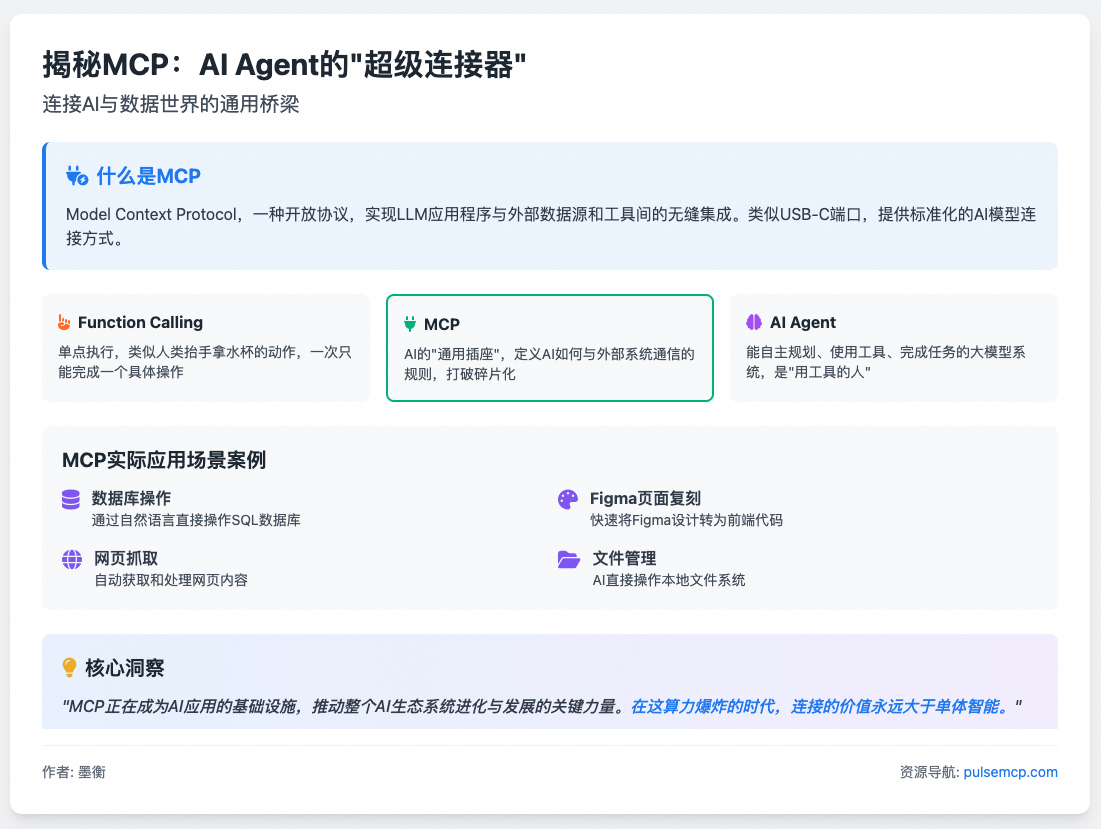 揭秘MCP：AI Agent的"超级连接器"
连接AI与数据世界的通用桥梁
什么是MCP
Model Context Protocol，一种开放协议，实现LLM应用程序与外部数据源和工具间的无缝集成。类似USB-C端口，提供标准化的AI模型连
接方式。
Function Calling
单点执行，类似人类抬手拿水杯的动作，一次只
能完成一个具体操作
MCP
AI的"通用插座"，定义AI如何与外部系统通信的
规则，打破碎片化
AI Agent
能自主规划、使用工具、完成任务的大模型系
统，是"用工具的人"
MCP实际应用场景案例
数据库操作
通过自然语言直接操作SQL数据库
Figma页面复刻
快速将Figma设计转为前端代码
网页抓取
自动获取和处理网页内容
文件管理
AI直接操作本地文件系统
核心洞察
"MCP正在成为AI应用的基础设施，推动整个AI生态系统进化与发展的关键力量。在这算力爆炸的时代，连接的价值永远大于单体智能。"
作者: 墨衡
资源导航: pulsemcp.com